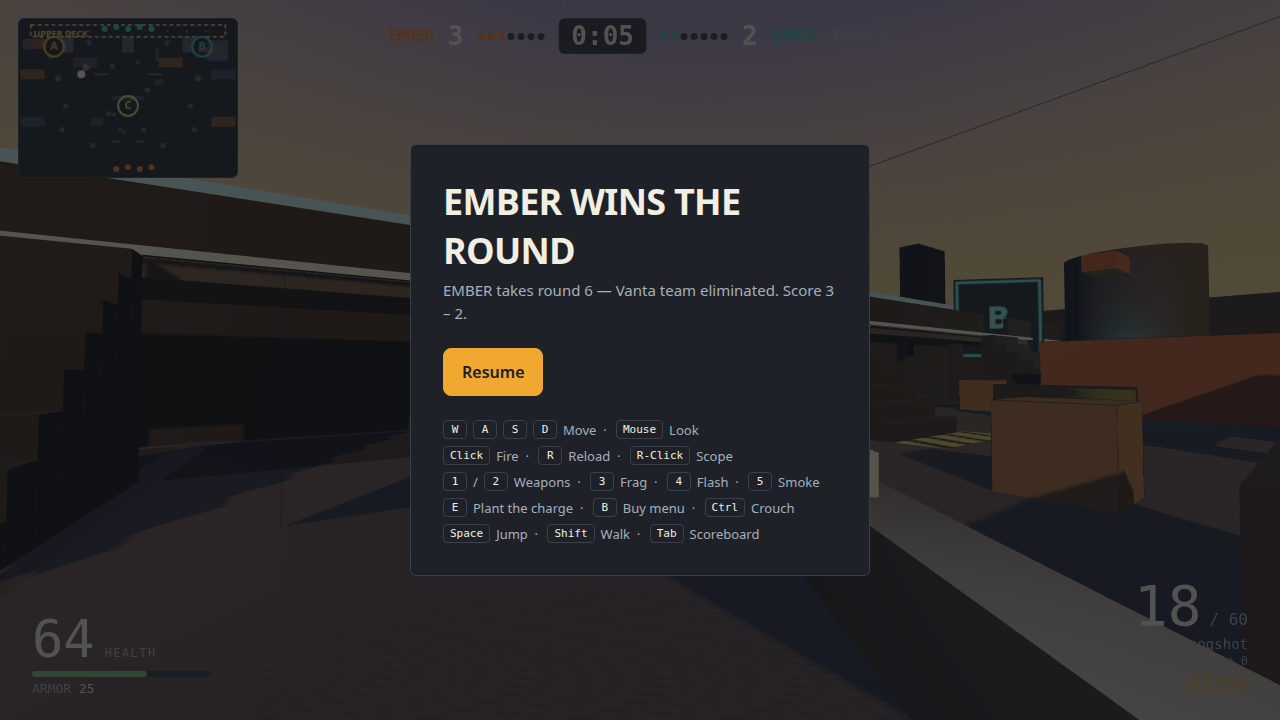 UPPER DECK
A
B
C
EMBER 3 0:05 2
EMBER WINS THE
ROUND
EMBER takes round 6 — Vanta team eliminated. Score 3
– 2.
Resume
W A S D Move · Mouse Look
Click Fire · R Reload · R-Click Scope
1 / 2 Weapons · 3 Frag · 4 Flash · 5 Smoke
E Plant the charge · B Buy menu · Ctrl Crouch
Space Jump · Shift Walk · Tab Scoreboard
B
64 HEALTH
ARMOR 25
18 / 60